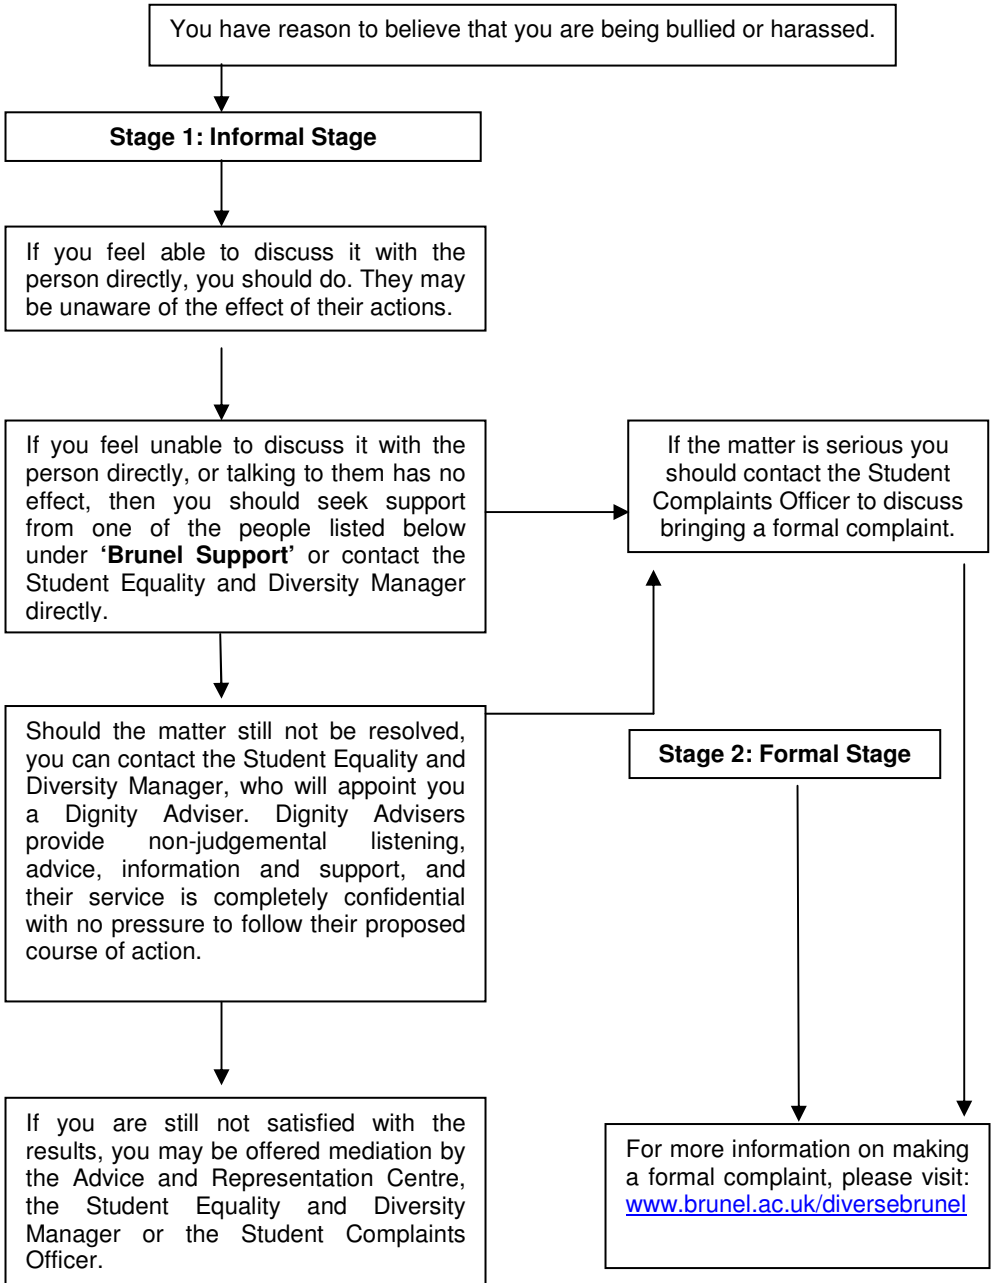 You have reason to believe that you are being bullied or harassed.
Stage 1: Informal Stage
If you feel able to discuss it with the
person directly, you should do. They may
be unaware of the effect of their actions.
If you feel unable to discuss it with the
person directly, or talking to them has no
effect, then you should seek support
from one of the people listed below
under ‘Brunel Support’ or contact the
Student Equality and Diversity Manager
directly.
If the matter is serious you
should contact the Student
Complaints Officer to discuss
bringing a formal complaint.
Should the matter still not be resolved,
you can contact the Student Equality and
Diversity Manager, who will appoint you
a Dignity Adviser. Dignity Advisers
provide non-judgemental listening,
advice, information and support, and
their service is completely confidential
with no pressure to follow their proposed
course of action.
Stage 2: Formal Stage
If you are still not satisfied with the
results, you may be offered mediation by
the Advice and Representation Centre,
the Student Equality and Diversity
Manager or the Student Complaints
Officer.
For more information on making
a formal complaint, please visit:
www.brunel.ac.uk/diversebrunel